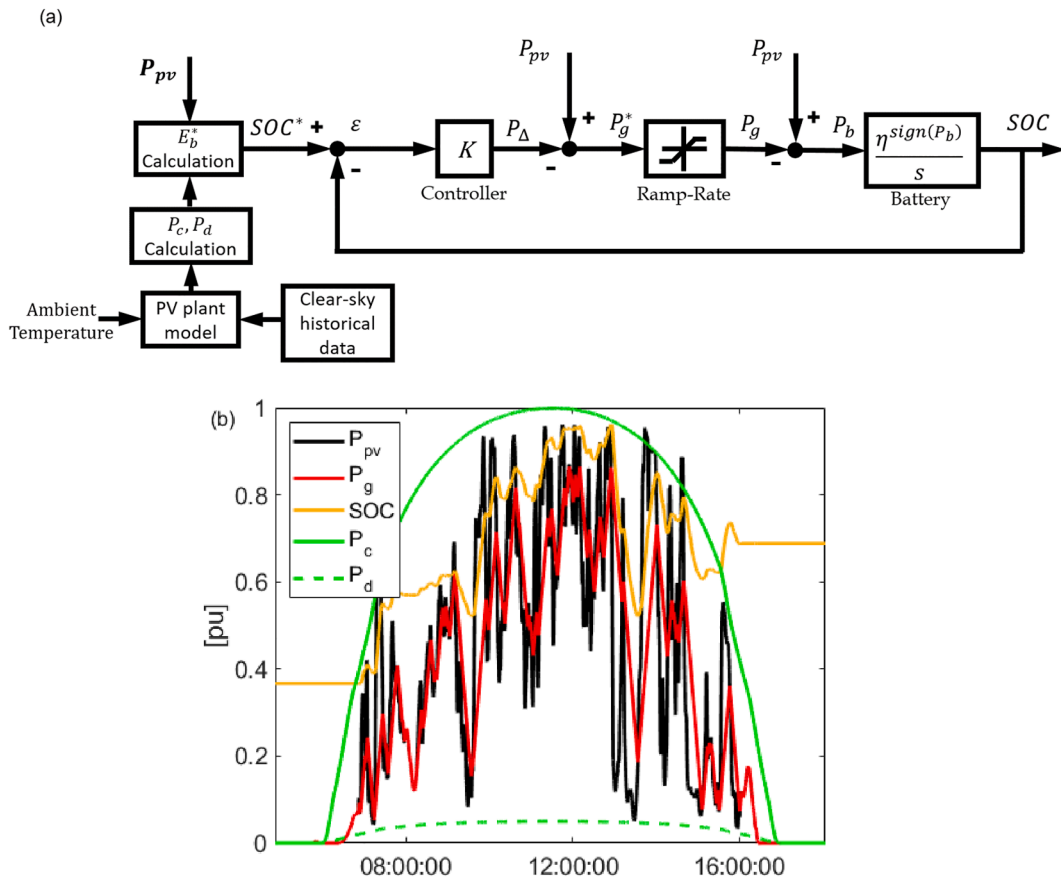 (a)
P_pv
P_pv
P_pv
E_b^*
Calculation
SOC^* +
ε
-
K
Controller
P_Δ
+
-
P_g^*
Ramp-Rate
P_g
+
-
P_b
η^{sign(P_b)}
s
Battery
SOC
P_c, P_d
Calculation
Ambient
Temperature
PV plant
model
Clear-sky
historical
data
(b)
[pu]
1
0.8
0.6
0.4
0.2
0
P_pv
P_g
SOC
P_c
P_d
08:00:00 12:00:00 16:00:00